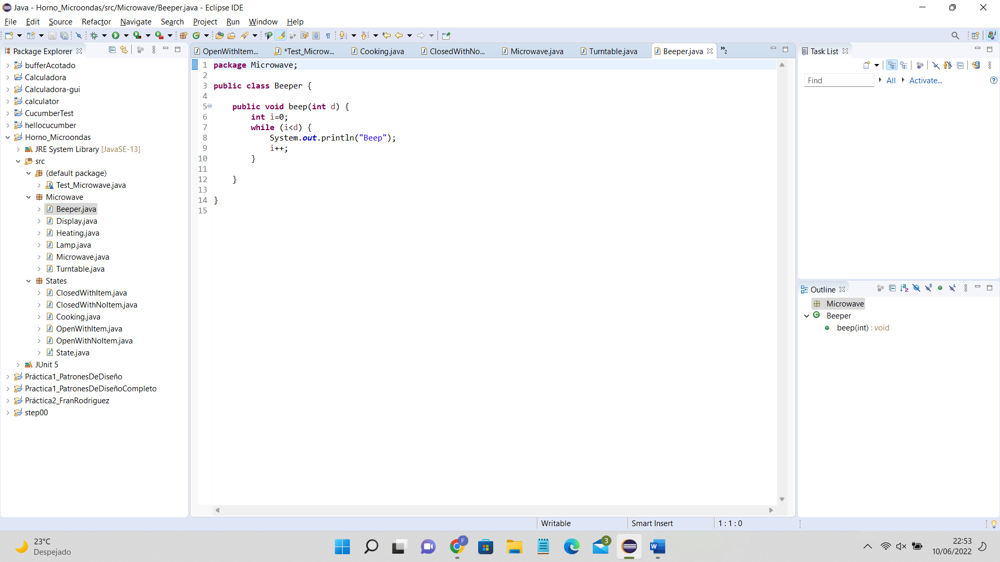 Java - Horno_Microondas/src/Microwave/Beeper.java - Eclipse IDE
File Edit Source Refactor Navigate Search Project Run Window Help
Package Explorer
bufferAcotado
Calculadora
Calculadora-gui
calculator
CucumberTest
hellocucumber
Horno_Microondas
JRE System Library [JavaSE-13]
src
(default package)
Test_Microwave.java
Microwave
Beeper.java
Display.java
Heating.java
Lamp.java
Microwave.java
Turntable.java
States
ClosedWithItem.java
ClosedWithNoItem.java
Cooking.java
OpenWithItem.java
OpenWithNoItem.java
State.java
JUnit 5
Práctica1_PatronesDeDiseño
Practica1_PatronesDeDiseñoCompleto
Práctica2_FranRodriguez
step00
OpenWithItem... *Test_Microw... Cooking.java ClosedWithNo... Microwave.java Turntable.java Beeper.java »2
1 package Microwave;
2
3 public class Beeper {
4
5 public void beep(int d) {
6 int i=0;
7 while (i<d) {
8 System.out.println("Beep");
9 i++;
10 }
11
12 }
13
14 }
15
Task List
Find All Activate...
Outline
Microwave
Beeper
beep(int) : void
Writable Smart Insert 1 : 1 : 0
23°C
Despejado
F
3
22:53
10/06/2022